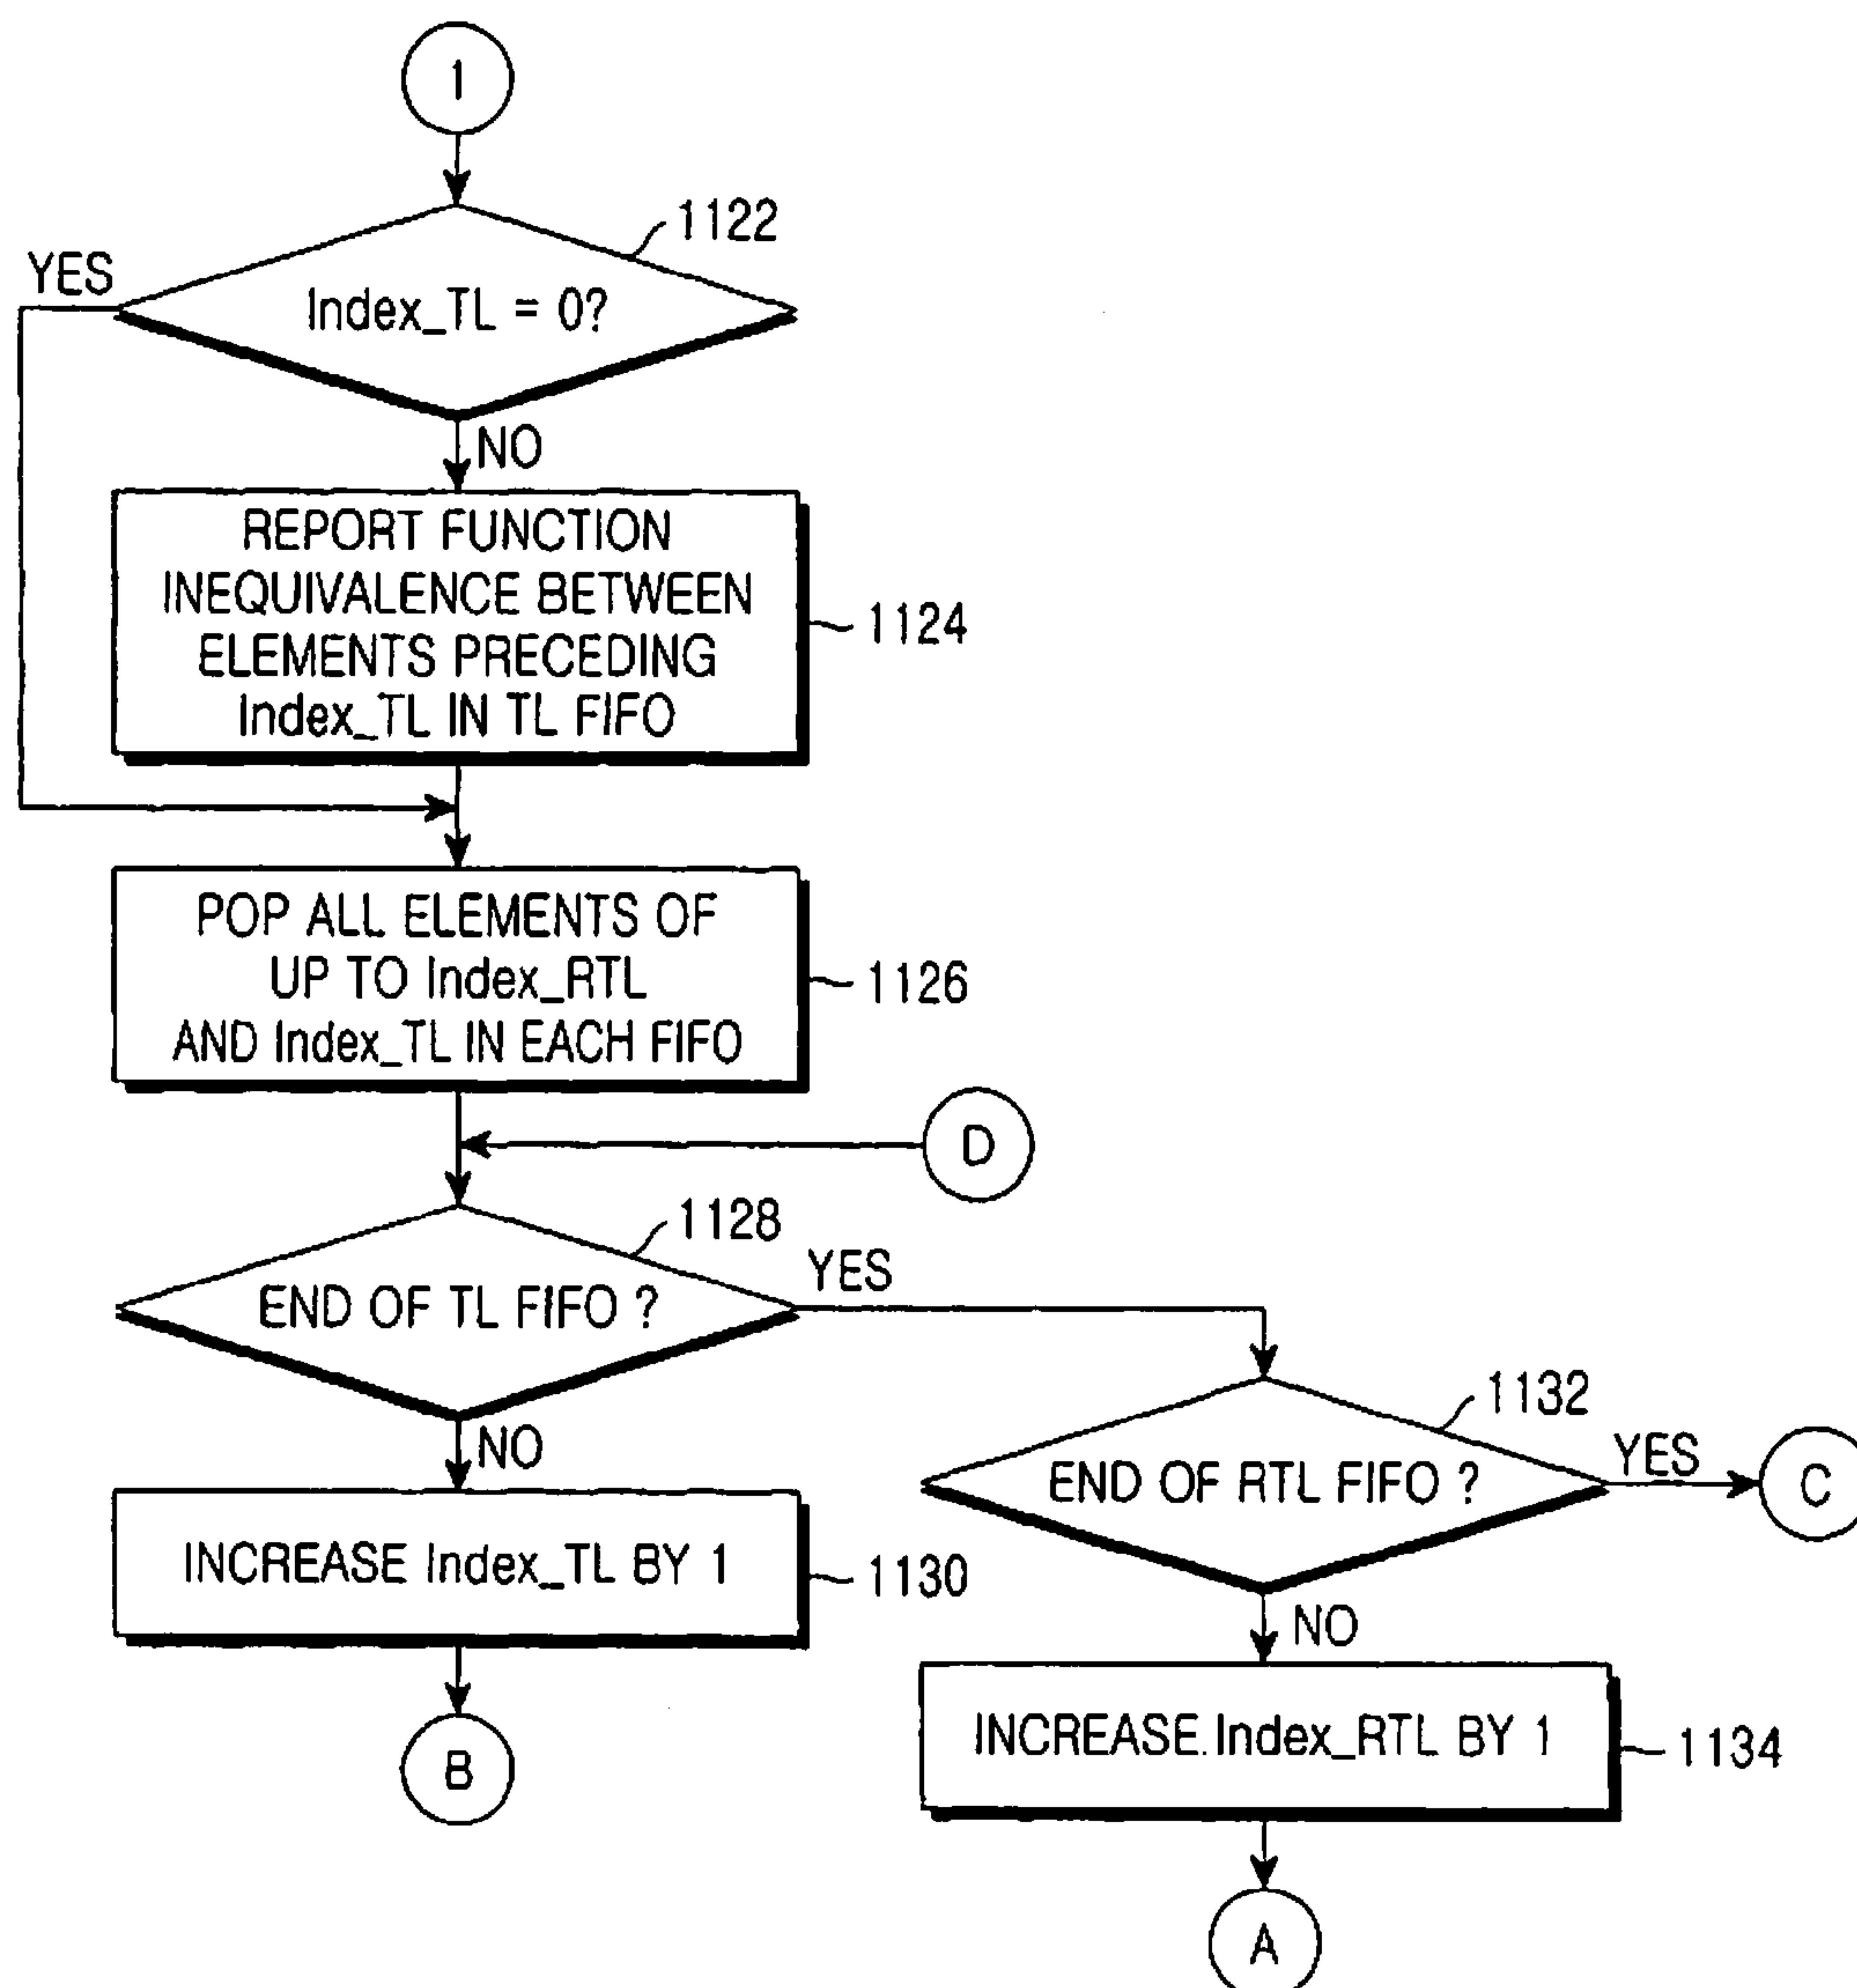 1
1122
YES
Index_TL = 0?
NO
REPORT FUNCTION
INEQUIVALENCE BETWEEN
ELEMENTS PRECEDING
Index_TL IN TL FIFO
1124
POP ALL ELEMENTS OF
UP TO Index_RTL
AND Index_TL IN EACH FIFO
1126
D
1128
END OF TL FIFO ?
YES
NO
1132
END OF RTL FIFO ?
YES
C
INCREASE Index_TL BY 1
1130
NO
B
INCREASE.Index_RTL BY 1
1134
A